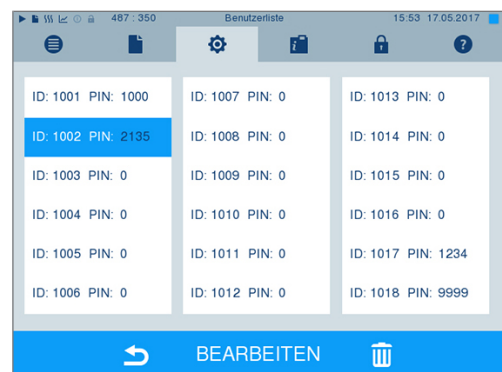 487 : 350 Benutzerliste 15:53 17.05.2017
ID: 1001 PIN: 1000
ID: 1002 PIN: 2135
ID: 1003 PIN: 0
ID: 1004 PIN: 0
ID: 1005 PIN: 0
ID: 1006 PIN: 0
ID: 1007 PIN: 0
ID: 1008 PIN: 0
ID: 1009 PIN: 0
ID: 1010 PIN: 0
ID: 1011 PIN: 0
ID: 1012 PIN: 0
ID: 1013 PIN: 0
ID: 1014 PIN: 0
ID: 1015 PIN: 0
ID: 1016 PIN: 0
ID: 1017 PIN: 1234
ID: 1018 PIN: 9999
BEARBEITEN